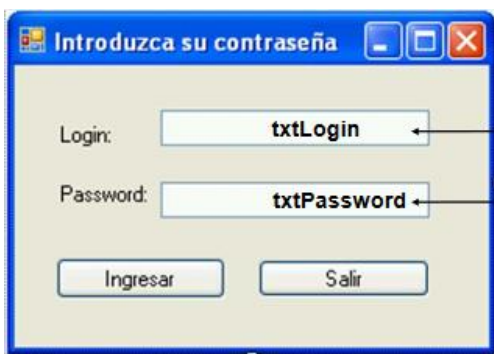 Introduzca su contraseña
Login: txtLogin
Password: txtPassword
Ingresar Salir